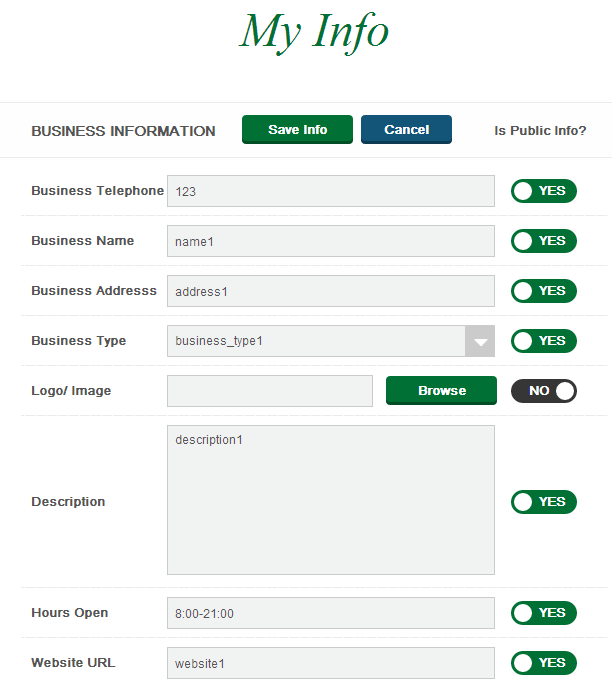 My Info
BUSINESS INFORMATION Save Info Cancel Is Public Info?
Business Telephone 123 YES
Business Name name1 YES
Business Addresss address1 YES
Business Type business_type1 YES
Logo/ Image Browse NO
description1
Description YES
Hours Open 8:00-21:00 YES
Website URL website1 YES